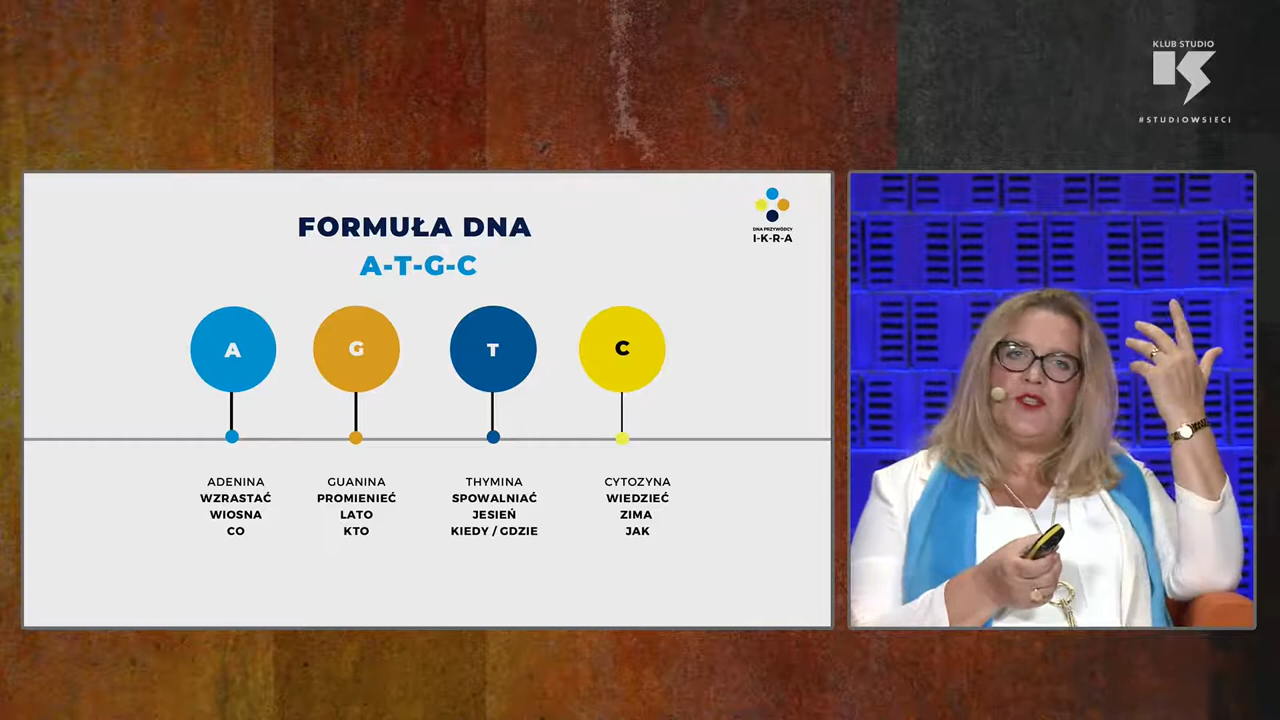 KLUB STUDIO
#STUDIOWSIECI
FORMUŁA DNA
A-T-G-C
DNA PRZYWÓDCY
I-K-R-A
A
G
T
C
ADENINA
WZRASTAĆ
WIOSNA
CO
GUANINA
PROMIENIEĆ
LATO
KTO
THYMINA
SPOWALNIAĆ
JESIEŃ
KIEDY / GDZIE
CYTOZYNA
WIEDZIEĆ
ZIMA
JAK